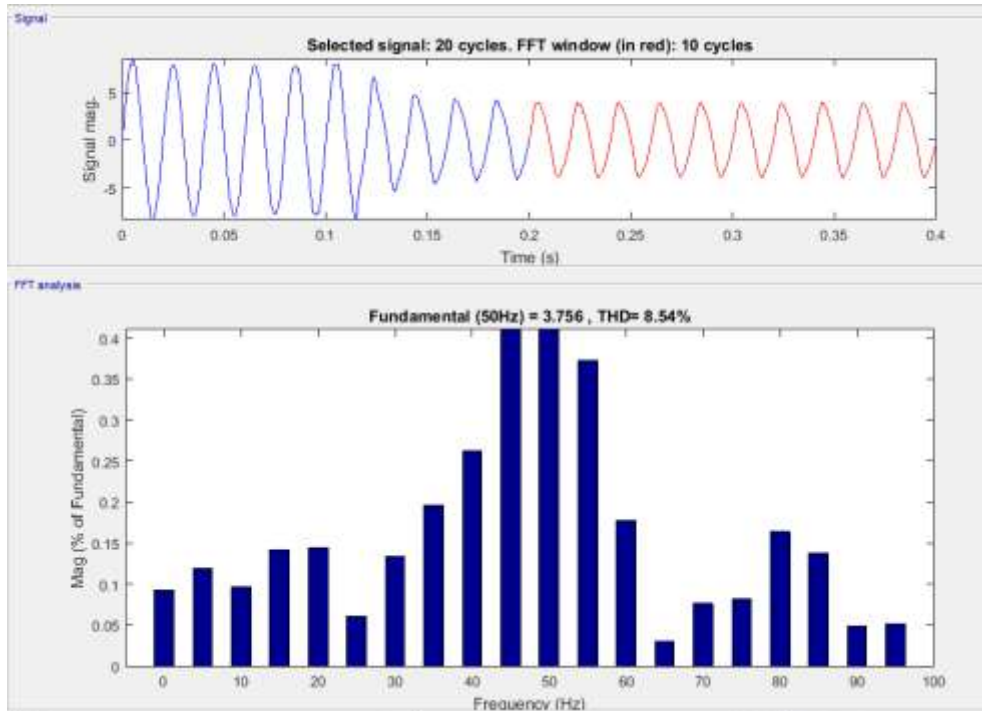 Signal
Selected signal: 20 cycles. FFT window (in red): 10 cycles
Signal mag.
5
0
-5
0 0.05 0.1 0.15 0.2 0.25 0.3 0.35 0.4
Time (s)
FFT analysis
Fundamental (50Hz) = 3.756 , THD= 8.54%
Mag (% of Fundamental)
0.4
0.35
0.3
0.25
0.2
0.15
0.1
0.05
0
0 10 20 30 40 50 60 70 80 90 100
Frequency (Hz)